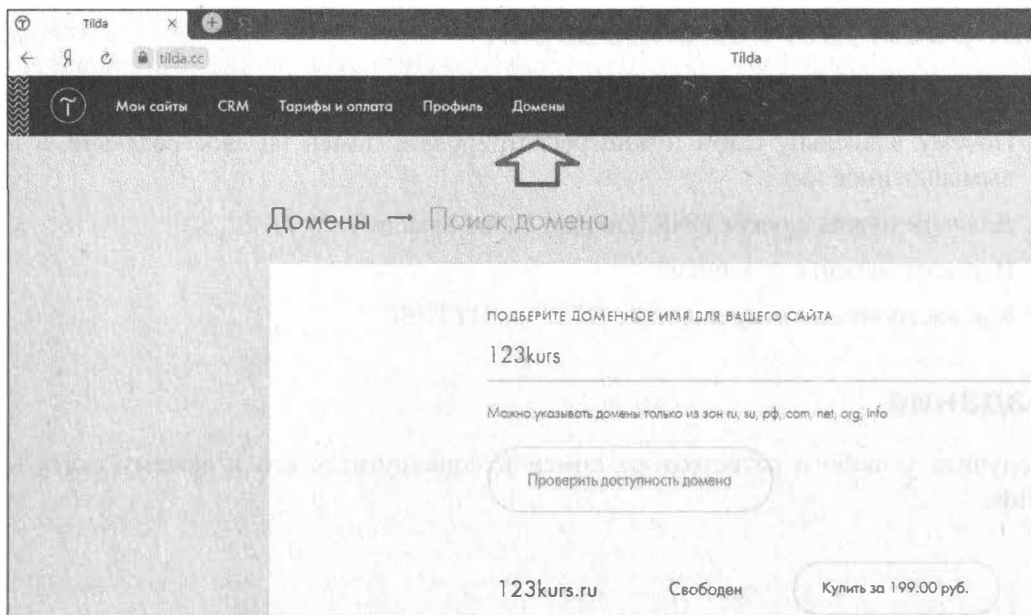 Tilda
tilda.cc
Tilda
Мои сайты CRM Тарифы и оплата Профиль Домены
Домены → Поиск домена
ПОДБЕРИТЕ ДОМЕННОЕ ИМЯ ДЛЯ ВАШЕГО САЙТА
123kurs
Можно указывать домены только из зон ru, su, рф, com, net, org, info
Проверить доступность домена
123kurs.ru Свободен Купить за 199.00 руб.